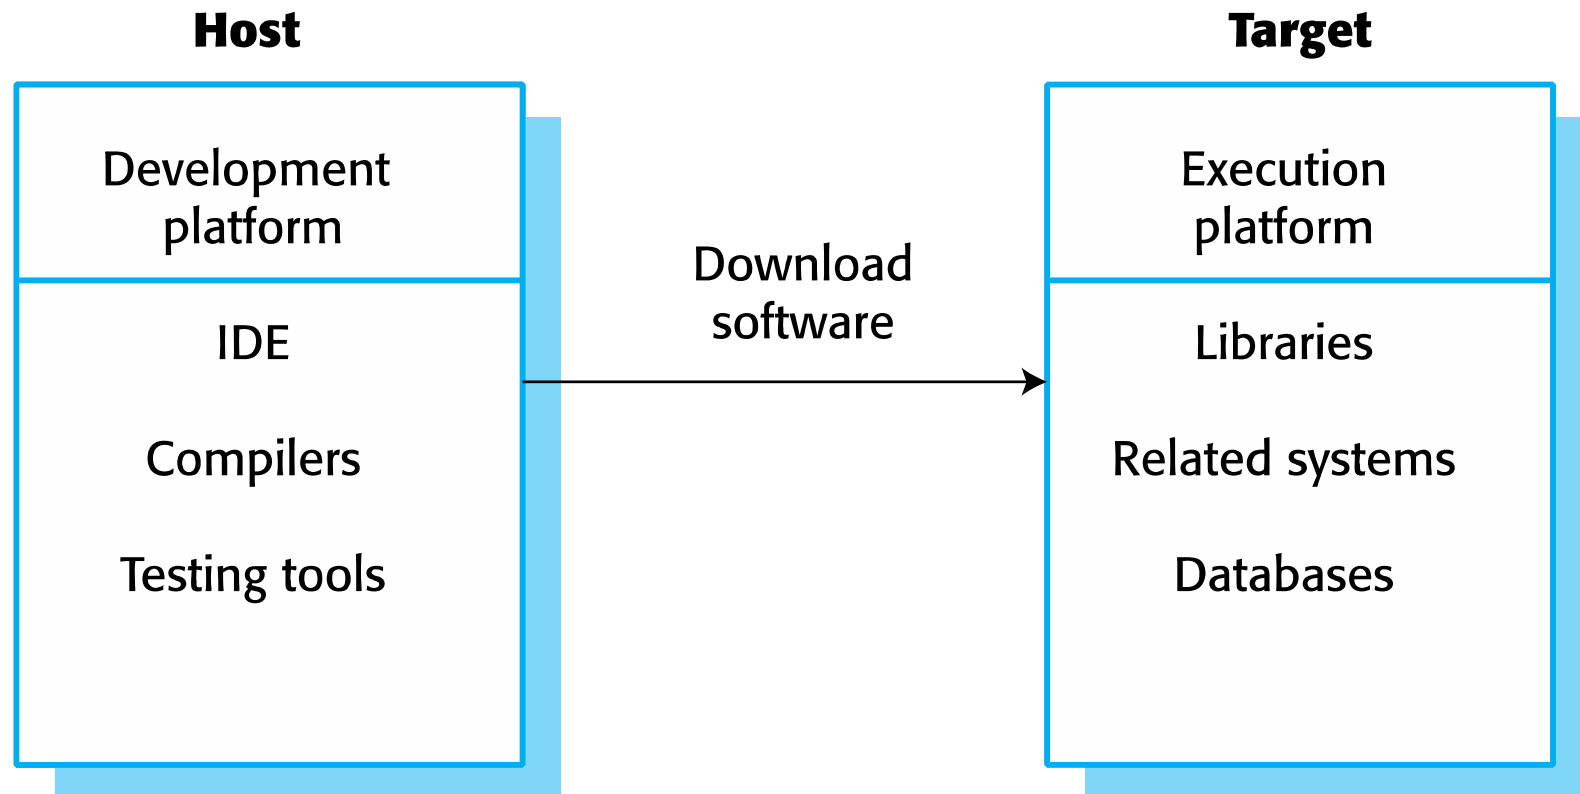 Host
Development
platform
IDE
Compilers
Testing tools
Download
software
Target
Execution
platform
Libraries
Related systems
Databases